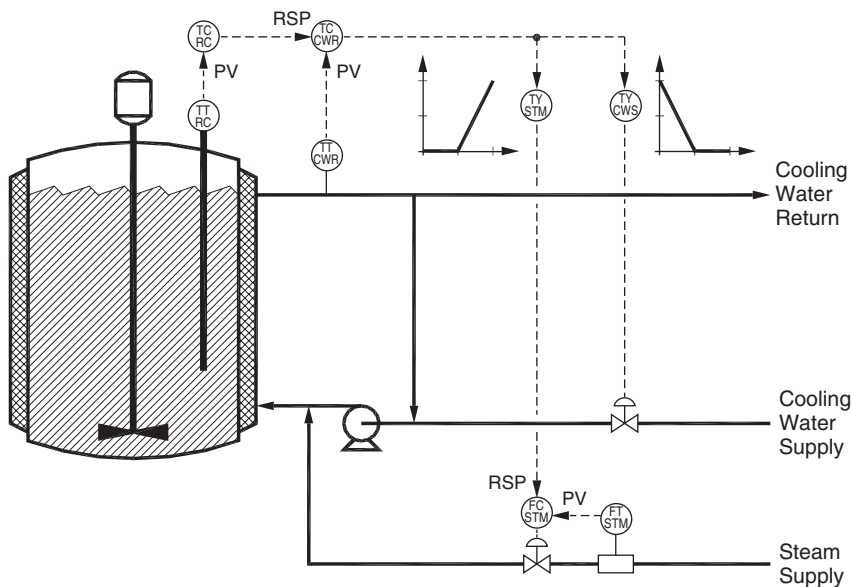 TC
RC
RSP
TC
CWR
PV
PV
TT
RC
TY
STM
TY
CWS
TT
CWR
Cooling
Water
Return
Cooling
Water
Supply
RSP
PV
FC
STM
FT
STM
Steam
Supply